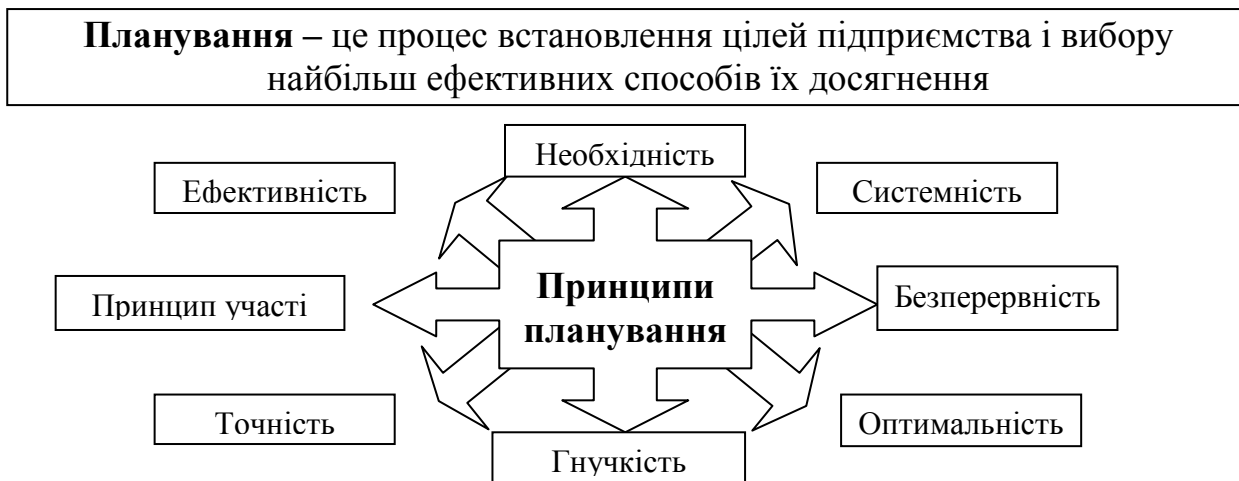 Планування – це процес встановлення цілей підприємства і вибору
найбільш ефективних способів їх досягнення
Необхідність
Ефективність
Системність
Принцип участі
Принципи
планування
Безперервність
Точність
Оптимальність
Гнучкість